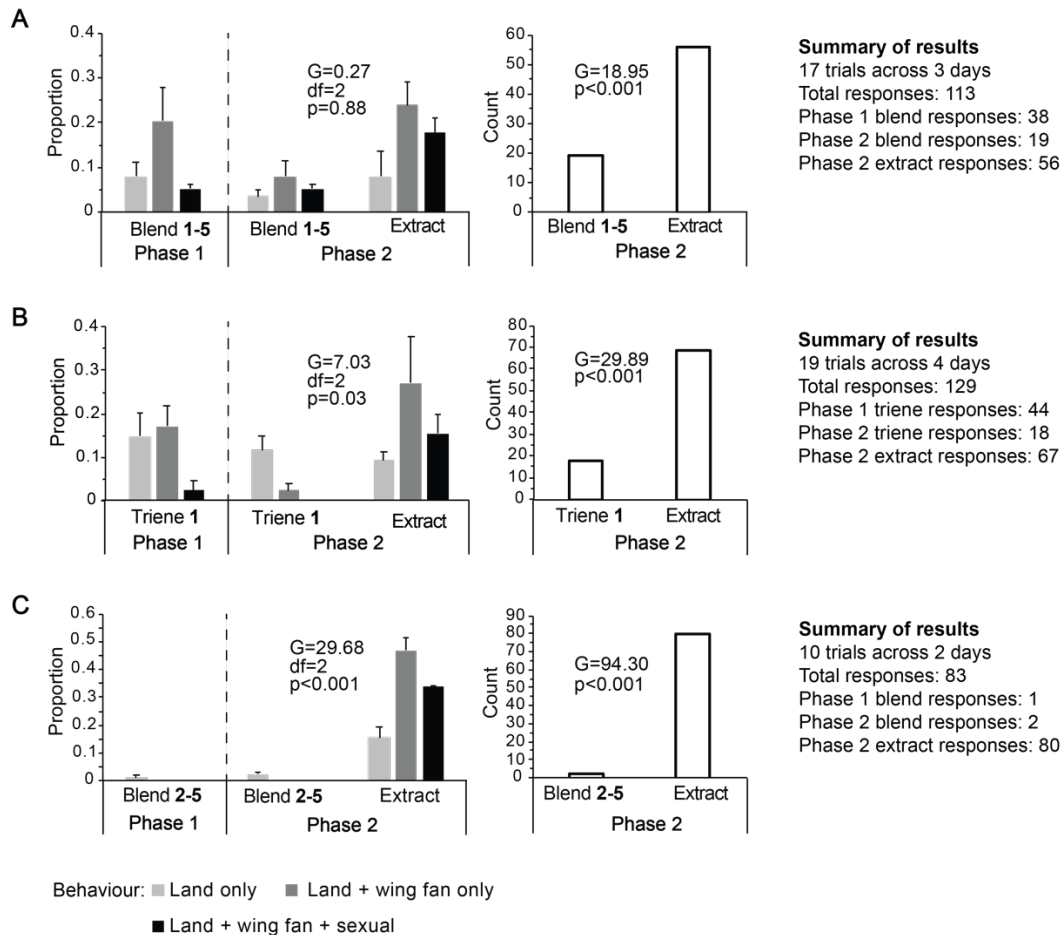 A
Proportion
0.4
0.3
0.2
0.1
0
G=0.27
df=2
p=0.88
Blend 1-5
Blend 1-5
Extract
Phase 1
Phase 2
Count
60
50
40
30
20
10
0
G=18.95
p<0.001
Blend 1-5
Extract
Phase 2
Summary of results
17 trials across 3 days
Total responses: 113
Phase 1 blend responses: 38
Phase 2 blend responses: 19
Phase 2 extract responses: 56
B
Proportion
0.4
0.3
0.2
0.1
0
G=7.03
df=2
p=0.03
Triene 1
Triene 1
Extract
Phase 1
Phase 2
Count
80
70
60
50
40
30
20
10
0
G=29.89
p<0.001
Triene 1
Extract
Phase 2
Summary of results
19 trials across 4 days
Total responses: 129
Phase 1 triene responses: 44
Phase 2 triene responses: 18
Phase 2 extract responses: 67
C
Proportion
0.6
0.5
0.4
0.3
0.2
0.1
0
G=29.68
df=2
p<0.001
Blend 2-5
Blend 2-5
Extract
Phase 1
Phase 2
Count
90
80
70
60
50
40
30
20
10
0
G=94.30
p<0.001
Blend 2-5
Extract
Phase 2
Summary of results
10 trials across 2 days
Total responses: 83
Phase 1 blend responses: 1
Phase 2 blend responses: 2
Phase 2 extract responses: 80
Behaviour: Land only Land + wing fan only
Land + wing fan + sexual